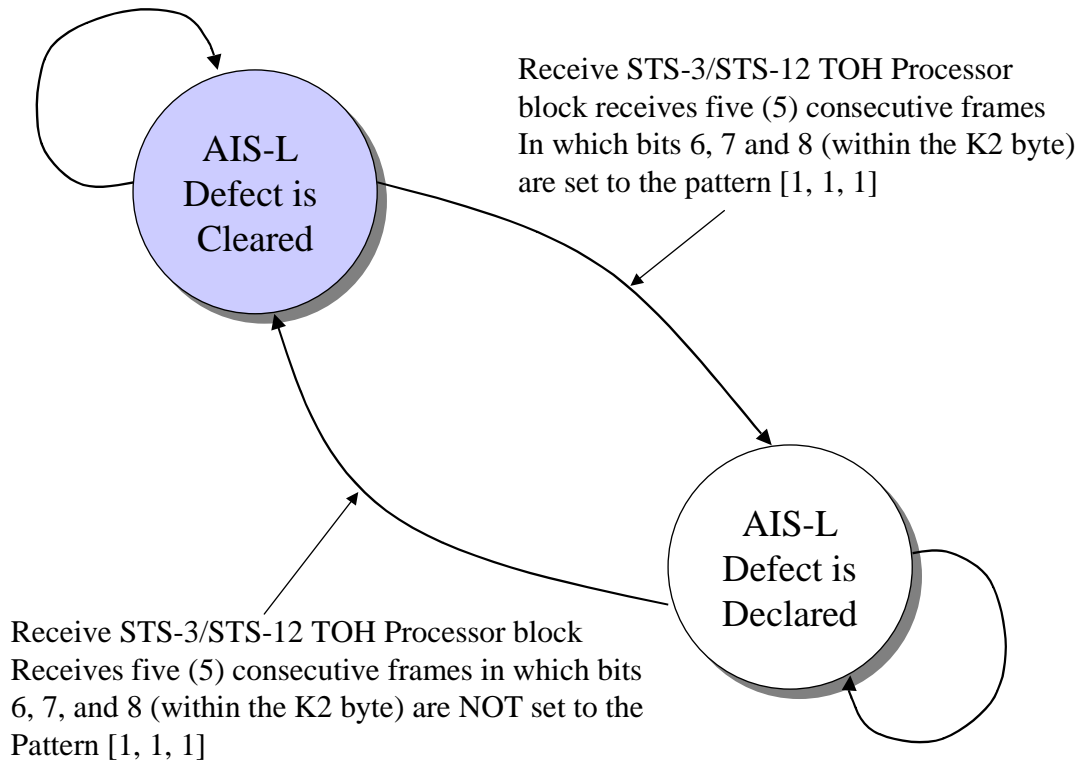 AIS-L
Defect is
Cleared
Receive STS-3/STS-12 TOH Processor
block receives five (5) consecutive frames
In which bits 6, 7 and 8 (within the K2 byte)
are set to the pattern [1, 1, 1]
AIS-L
Defect is
Declared
Receive STS-3/STS-12 TOH Processor block
Receives five (5) consecutive frames in which bits
6, 7, and 8 (within the K2 byte) are NOT set to the
Pattern [1, 1, 1]